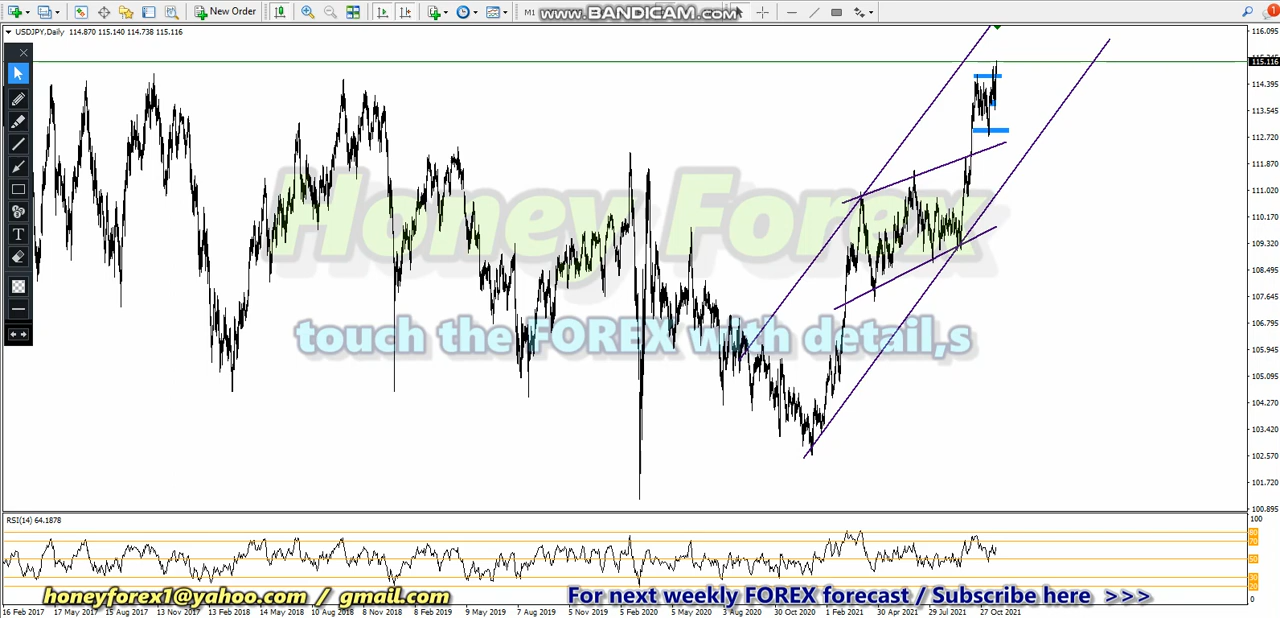 New Order
M1
www.BANDICAM.com
1
USDJPY,Daily 114.870 115.140 114.738 115.116
116.095
115.116
114.395
113.545
112.720
111.870
111.020
110.170
109.320
108.495
107.645
106.795
105.945
105.095
104.270
103.420
102.570
101.720
100.895
T
Honey Forex
touch the FOREX with detail,s
RSI(14) 64.1878
100
0
honeyforex1@yahoo.com / gmail.com
For next weekly FOREX forecast / Subscribe here >>>
16 Feb 2017 17 May 2017 15 Aug 2017 13 Nov 2017 13 Feb 2018 14 May 2018 10 Aug 2018 8 Nov 2018 8 Feb 2019 9 May 2019 7 Aug 2019 5 Nov 2019 5 Feb 2020 5 May 2020 3 Aug 2020 30 Oct 2020 1 Feb 2021 30 Apr 2021 29 Jul 2021 27 Oct 2021